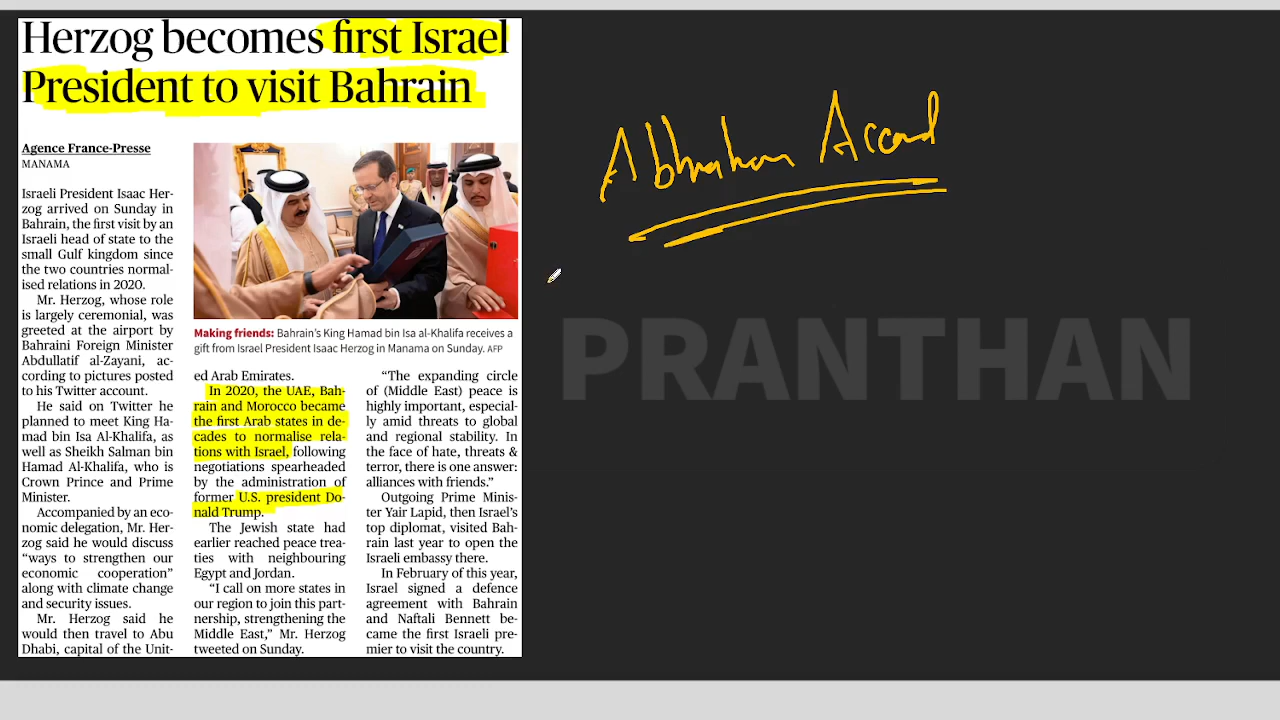 Herzog becomes first Israel
President to visit Bahrain
Agence France-Presse
MANAMA
Israeli President Isaac Her-
zog arrived on Sunday in
Bahrain, the first visit by an
Israeli head of state to the
small Gulf kingdom since
the two countries normal-
ised relations in 2020.
Mr. Herzog, whose role
is largely ceremonial, was
greeted at the airport by
Bahraini Foreign Minister
Abdullatif al-Zayani, ac-
cording to pictures posted
to his Twitter account.
He said on Twitter he
planned to meet King Ha-
mad bin Isa Al-Khalifa, as
well as Sheikh Salman bin
Hamad Al-Khalifa, who is
Crown Prince and Prime
Minister.
Accompanied by an eco-
nomic delegation, Mr. Her-
zog said he would discuss
“ways to strengthen our
economic cooperation”
along with climate change
and security issues.
Mr. Herzog said he
would then travel to Abu
Dhabi, capital of the Unit-
Making friends: Bahrain’s King Hamad bin Isa al-Khalifa receives a
gift from Israel President Isaac Herzog in Manama on Sunday. AFP
ed Arab Emirates.
In 2020, the UAE, Bah-
rain and Morocco became
the first Arab states in de-
cades to normalise rela-
tions with Israel, following
negotiations spearheaded
by the administration of
former U.S. president Do-
nald Trump.
The Jewish state had
earlier reached peace trea-
ties with neighbouring
Egypt and Jordan.
“I call on more states in
our region to join this part-
nership, strengthening the
Middle East,” Mr. Herzog
tweeted on Sunday.
“The expanding circle
of (Middle East) peace is
highly important, especial-
ly amid threats to global
and regional stability. In
the face of hate, threats &
terror, there is one answer:
alliances with friends.”
Outgoing Prime Minis-
ter Yair Lapid, then Israel’s
top diplomat, visited Bah-
rain last year to open the
Israeli embassy there.
In February of this year,
Israel signed a defence
agreement with Bahrain
and Naftali Bennett be-
came the first Israeli pre-
mier to visit the country.
Abhraham Accord
PRANTHAN